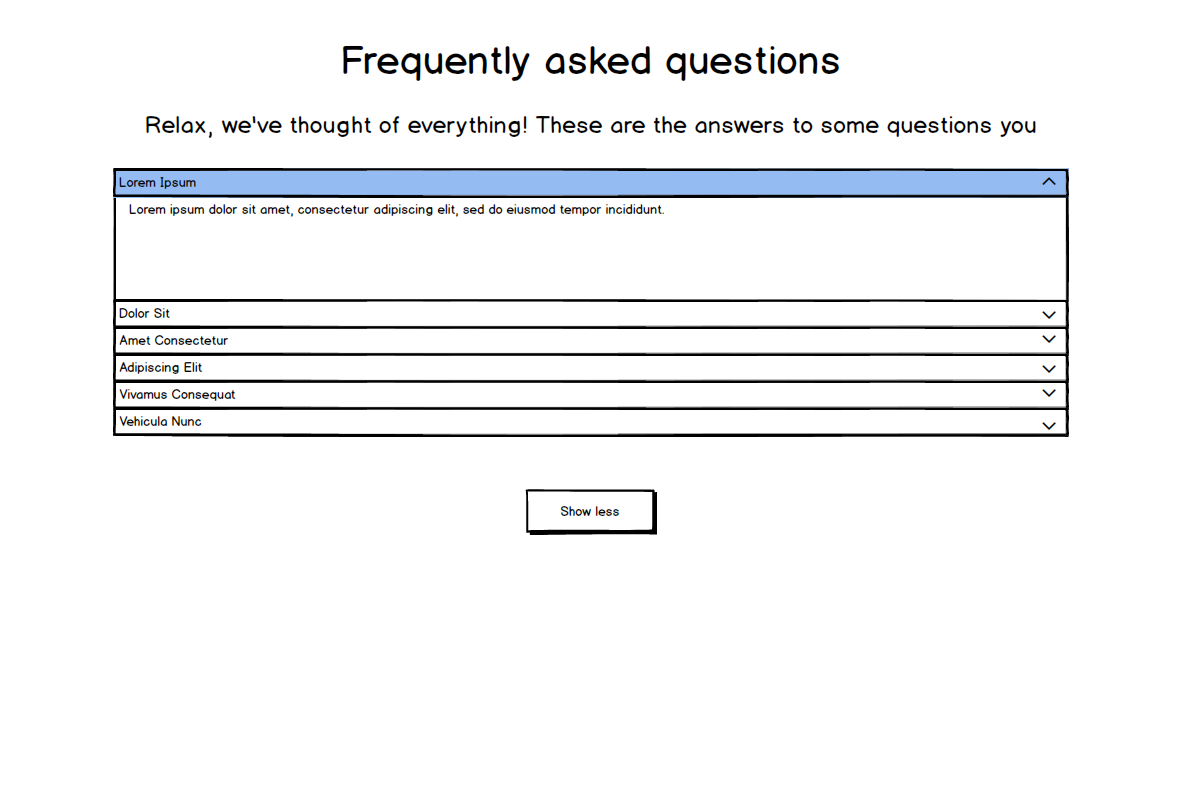 Frequently asked questions
Relax, we've thought of everything! These are the answers to some questions you
Lorem Ipsum
Lorem ipsum dolor sit amet, consectetur adipiscing elit, sed do eiusmod tempor incididunt.
Dolor Sit
Amet Consectetur
Adipiscing Elit
Vivamus Consequat
Vehicula Nunc
Show less